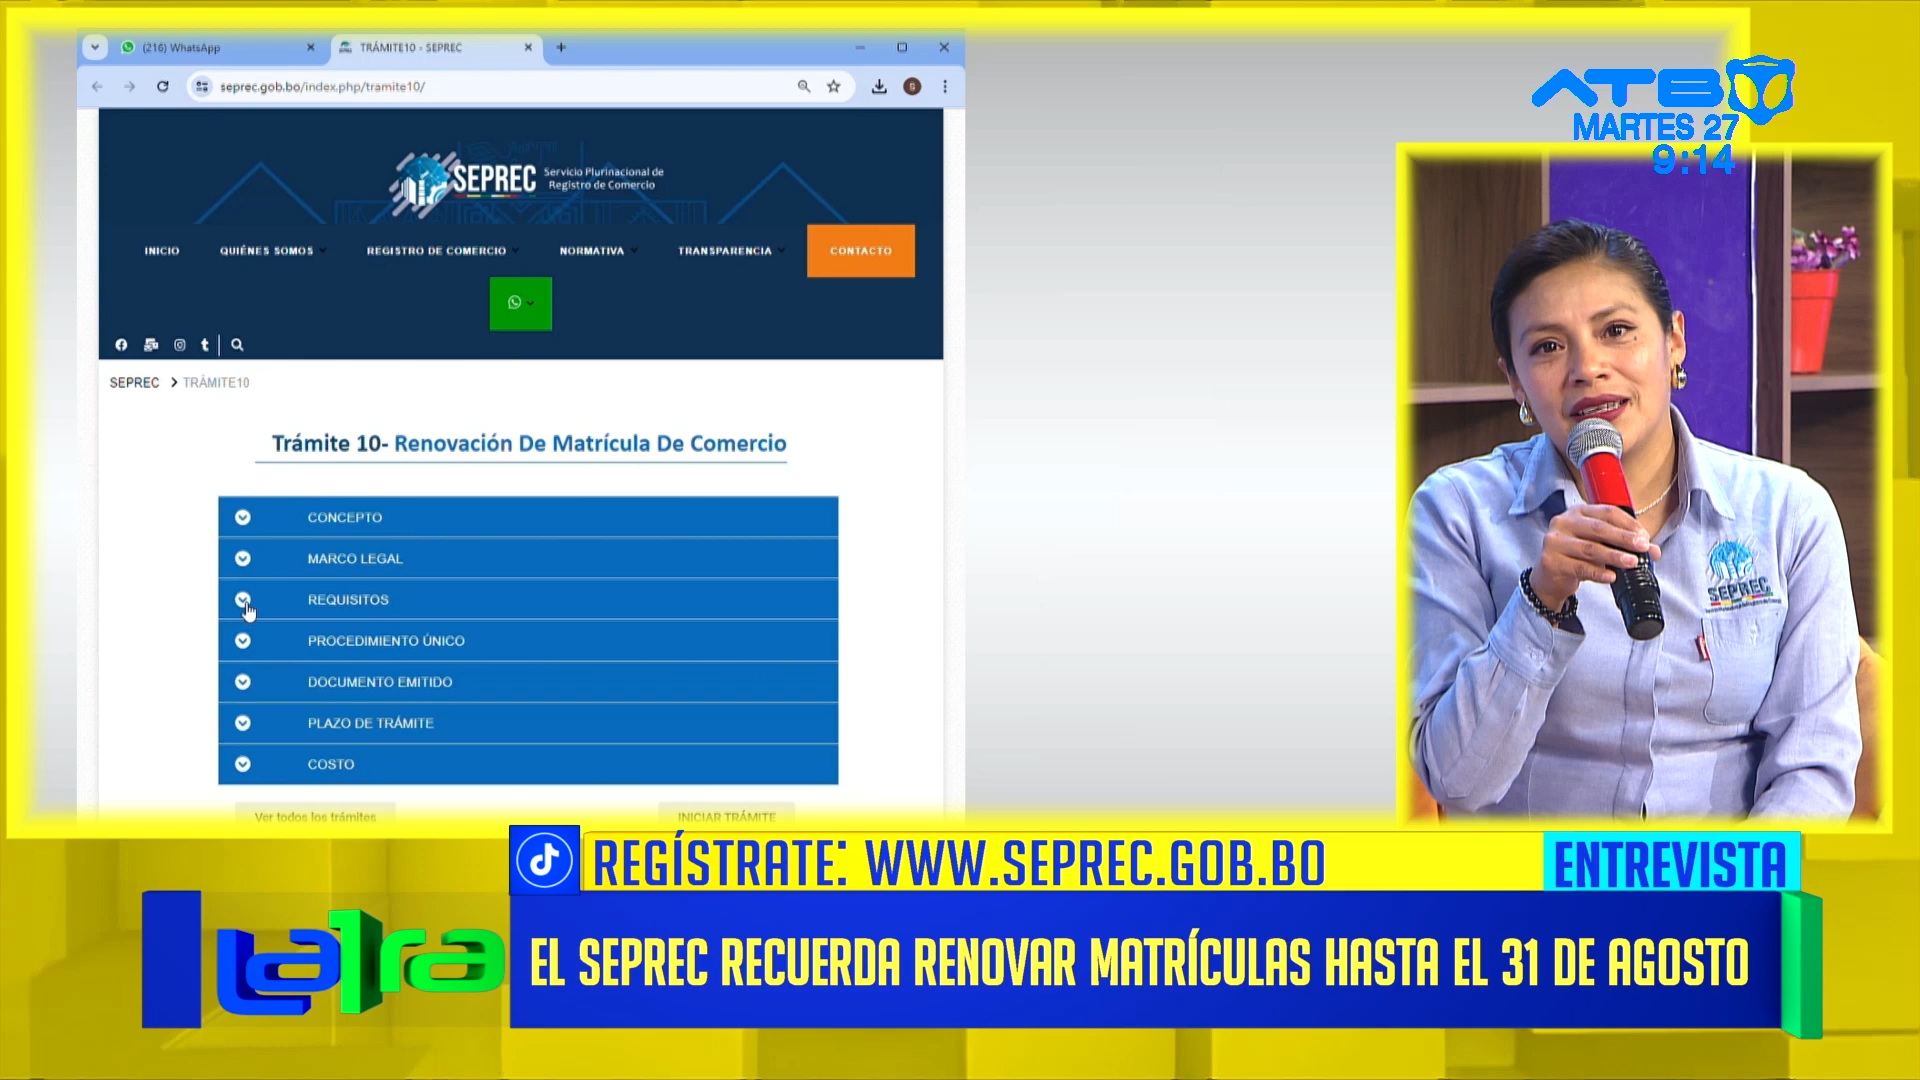 (216) WhatsApp
TRÁMITE10 - SEPREC
seprec.gob.bo/index.php/tramite10/
SEPREC
Servicio Plurinacional de
Registro de Comercio
INICIO
QUIÉNES SOMOS
REGISTRO DE COMERCIO
NORMATIVA
TRANSPARENCIA
CONTACTO
SEPREC > TRÁMITE10
Trámite 10- Renovación De Matrícula De Comercio
CONCEPTO
MARCO LEGAL
REQUISITOS
PROCEDIMIENTO ÚNICO
DOCUMENTO EMITIDO
PLAZO DE TRÁMITE
COSTO
Ver todos los trámites
INICIAR TRÁMITE
ATB
MARTES 27
9:14
SEPREC
REGÍSTRATE: WWW.SEPREC.GOB.BO
ENTREVISTA
La1ra
EL SEPREC RECUERDA RENOVAR MATRÍCULAS HASTA EL 31 DE AGOSTO